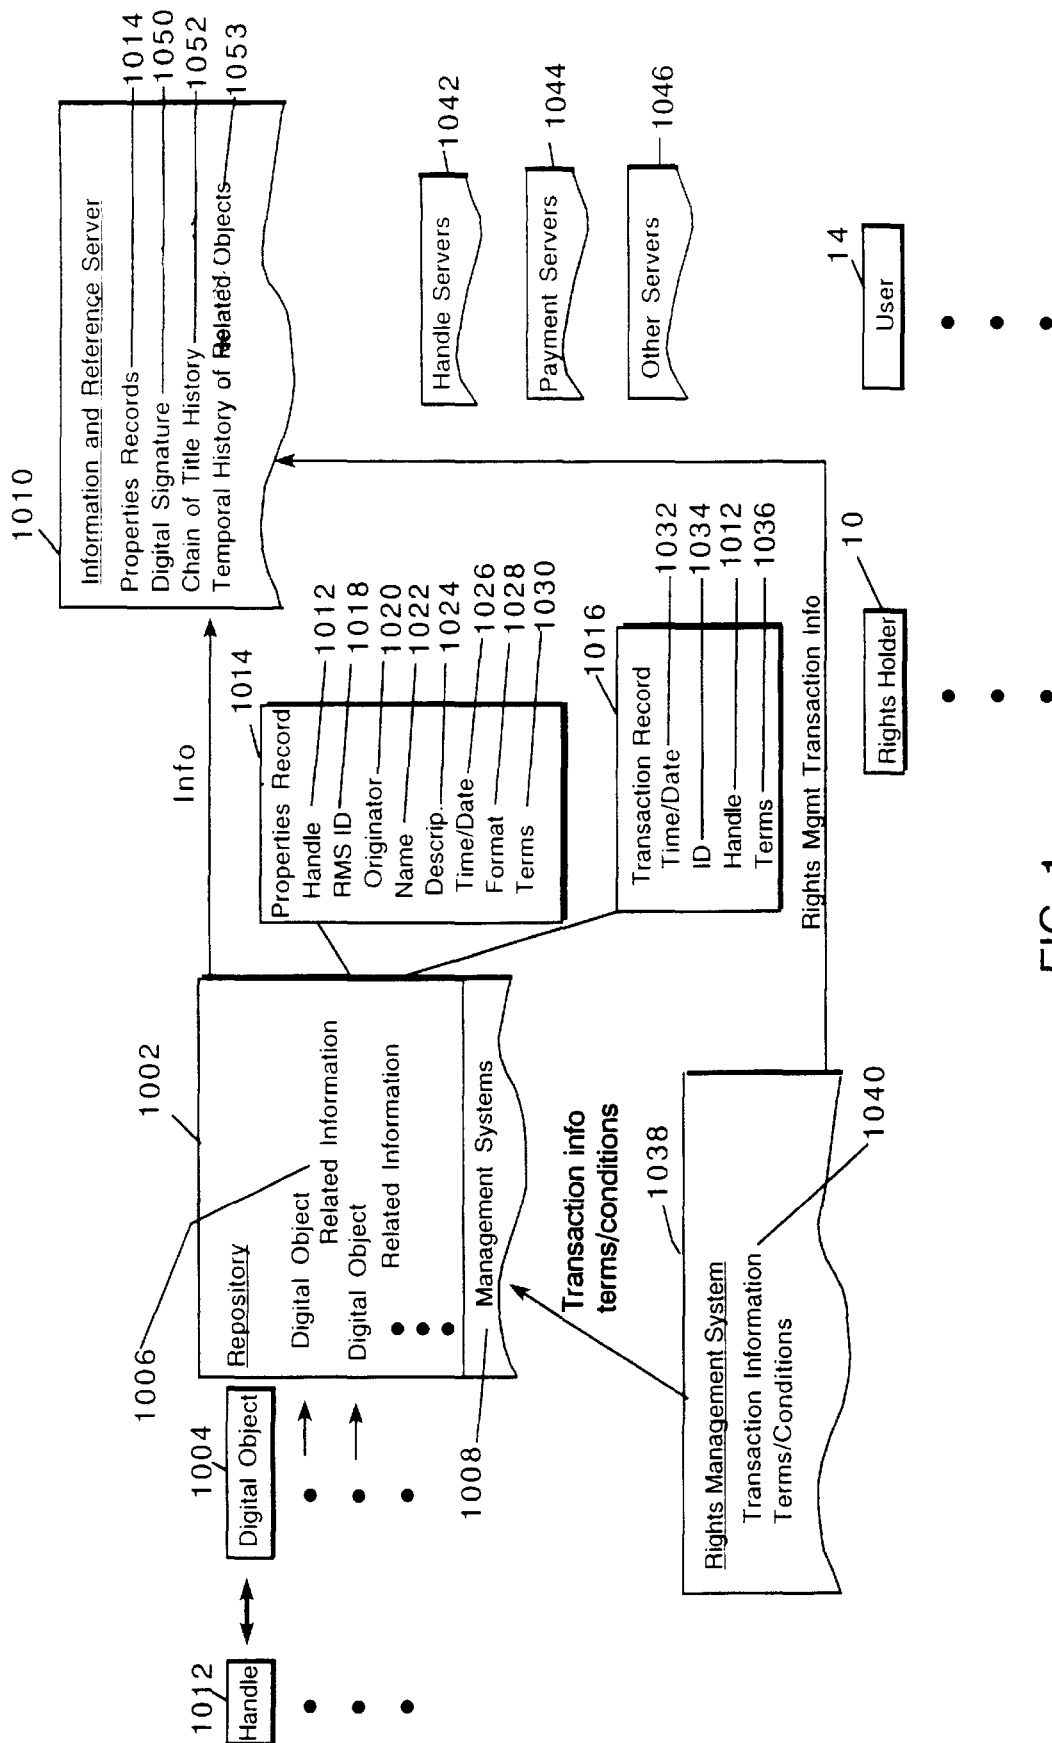 1012
Handle
1004
Digital Object
1006
1002
Repository
Digital Object
Related Information
Digital Object
Related Information
1008
Management Systems
Info
1014
Properties Record
Handle 1012
RMS ID 1018
Originator 1020
Name 1022
Descrip. 1024
Time/Date 1026
Format 1028
Terms 1030
1016
Transaction Record
Time/Date 1032
ID 1034
Handle 1012
Terms 1036
1010
Information and Reference Server
Properties Records 1014
Digital Signature 1050
Chain of Title History 1052
Temporal History of Related Objects 1053
Handle Servers 1042
Payment Servers 1044
Other Servers 1046
Transaction info
terms/conditions
1038
Rights Management System
Transaction Information
Terms/Conditions
1040
Rights Mgmt Transaction Info
10
Rights Holder
14
User
FIG. 1